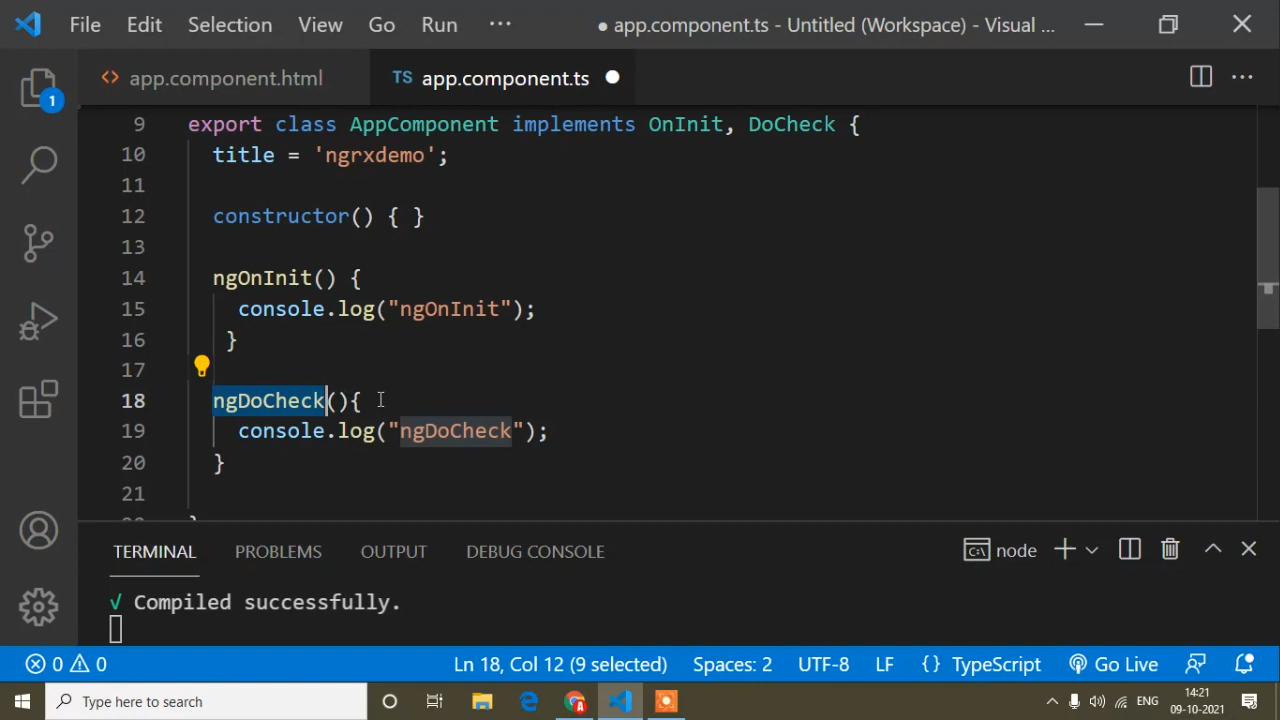 File Edit Selection View Go Run ··· ● app.component.ts - Untitled (Workspace) - Visual ...
<> app.component.html TS app.component.ts ●
9 export class AppComponent implements OnInit, DoCheck {
10 title = 'ngrxdemo';
11
12 constructor() { }
13
14 ngOnInit() {
15 console.log("ngOnInit");
16 }
17
18 ngDoCheck(){
19 console.log("ngDoCheck");
20 }
21
1
TERMINAL PROBLEMS OUTPUT DEBUG CONSOLE node
√ Compiled successfully.
0 0 Ln 18, Col 12 (9 selected) Spaces: 2 UTF-8 LF {} TypeScript Go Live
Type here to search ENG 14:21
09-10-2021